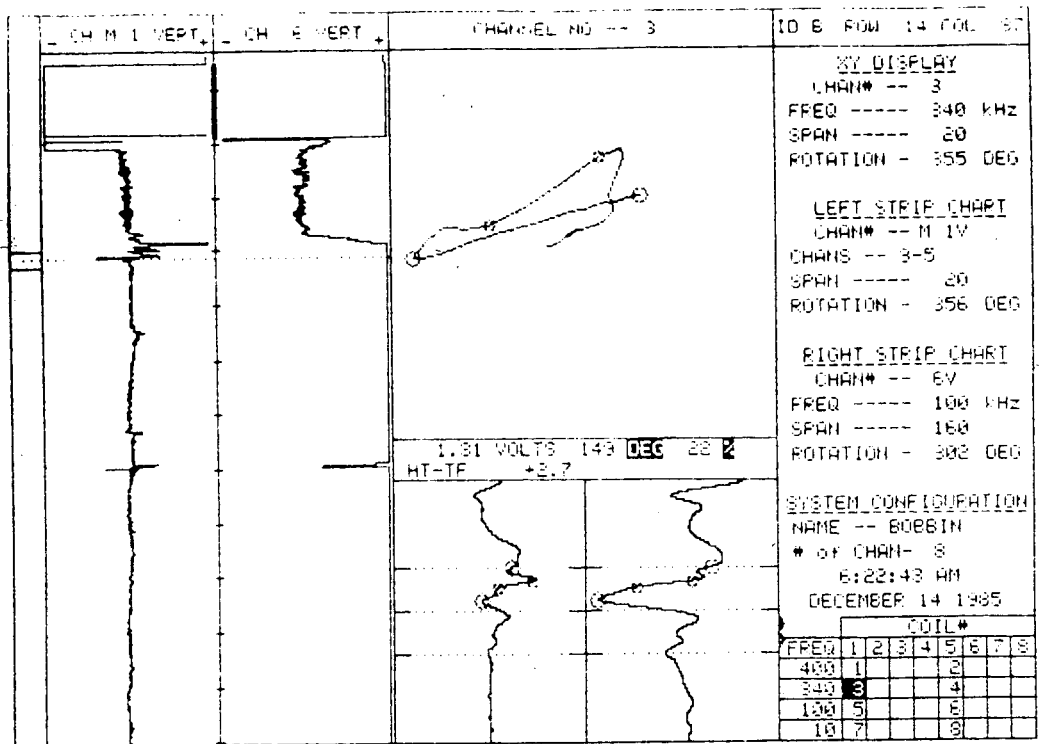 - CH M 1 VERT +
- CH 6 VERT +
CHANNEL NO -- 3
ID 6 ROW 14 COL 37
XY DISPLAY
CHAN# -- 3
FREQ ----- 340 kHz
SPAN ----- 20
ROTATION - 355 DEG
LEFT STRIP CHART
CHAN# -- M 1V
CHANS -- 3-5
SPAN ----- 20
ROTATION - 356 DEG
RIGHT STRIP CHART
CHAN# -- 6V
FREQ ----- 100 kHz
SPAN ----- 160
ROTATION - 302 DEG
1.31 VOLTS 149 DEG 22 %
HT-TF +2.7
SYSTEM CONFIGURATION
NAME -- BOBBIN
# of CHAN- 8
6:22:43 AM
DECEMBER 14 1985
COIL#
FREQ 1 2 3 4 5 6 7 8
400 1 2
340 3 4
100 5 6
10 7 8